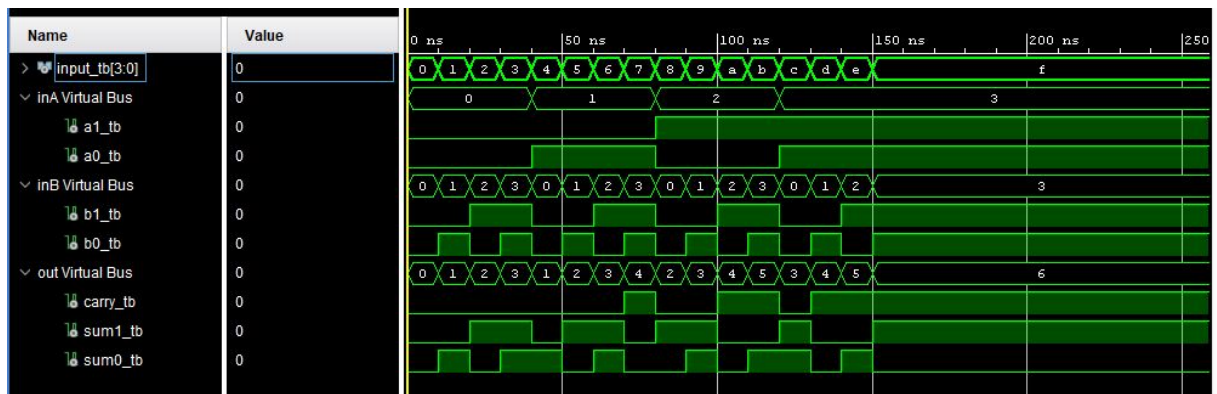 Name Value 0 ns 50 ns 100 ns 150 ns 200 ns 250
input_tb[3:0] 0 0 1 2 3 4 5 6 7 8 9 a b c d e f
inA Virtual Bus 0 0 1 2 3
a1_tb 0
a0_tb 0
inB Virtual Bus 0 0 1 2 3 0 1 2 3 0 1 2 3 0 1 2 3
b1_tb 0
b0_tb 0
out Virtual Bus 0 0 1 2 3 1 2 3 4 2 3 4 5 3 4 5 6
carry_tb 0
sum1_tb 0
sum0_tb 0